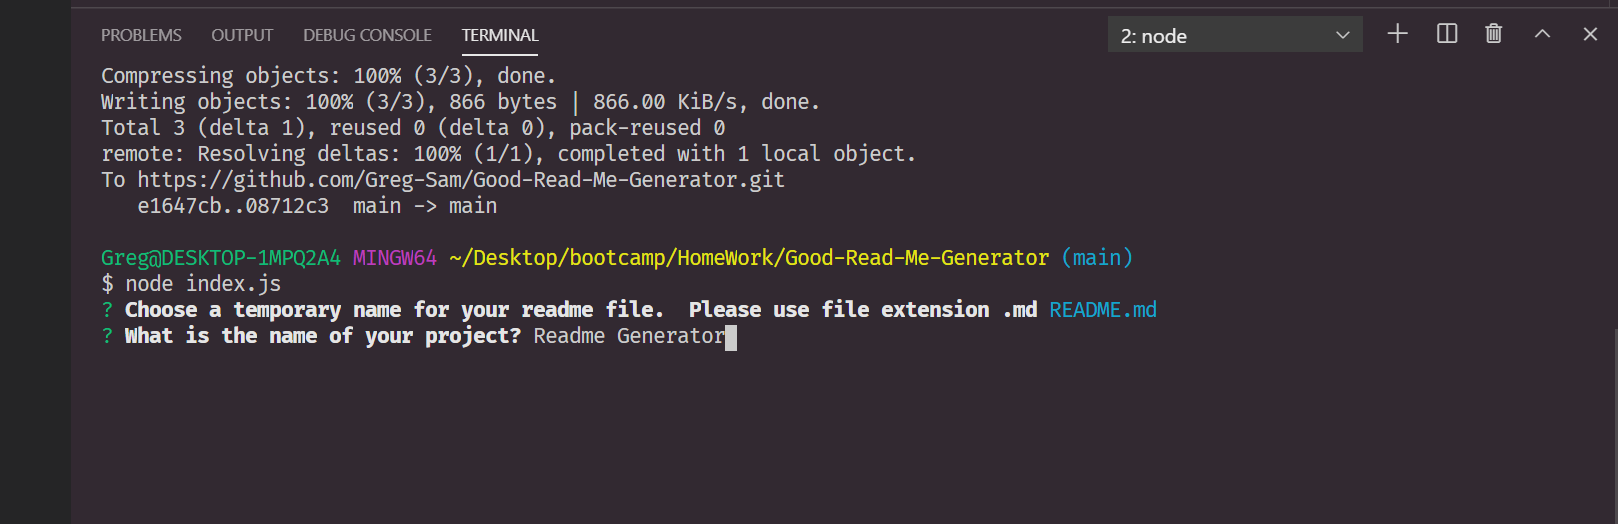 PROBLEMS OUTPUT DEBUG CONSOLE TERMINAL 2: node
Compressing objects: 100% (3/3), done.
Writing objects: 100% (3/3), 866 bytes | 866.00 KiB/s, done.
Total 3 (delta 1), reused 0 (delta 0), pack-reused 0
remote: Resolving deltas: 100% (1/1), completed with 1 local object.
To https://github.com/Greg-Sam/Good-Read-Me-Generator.git
   e1647cb..08712c3  main -> main
Greg@DESKTOP-1MPQ2A4 MINGW64 ~/Desktop/bootcamp/HomeWork/Good-Read-Me-Generator (main)
$ node index.js
? Choose a temporary name for your readme file.  Please use file extension .md README.md
? What is the name of your project? Readme Generator